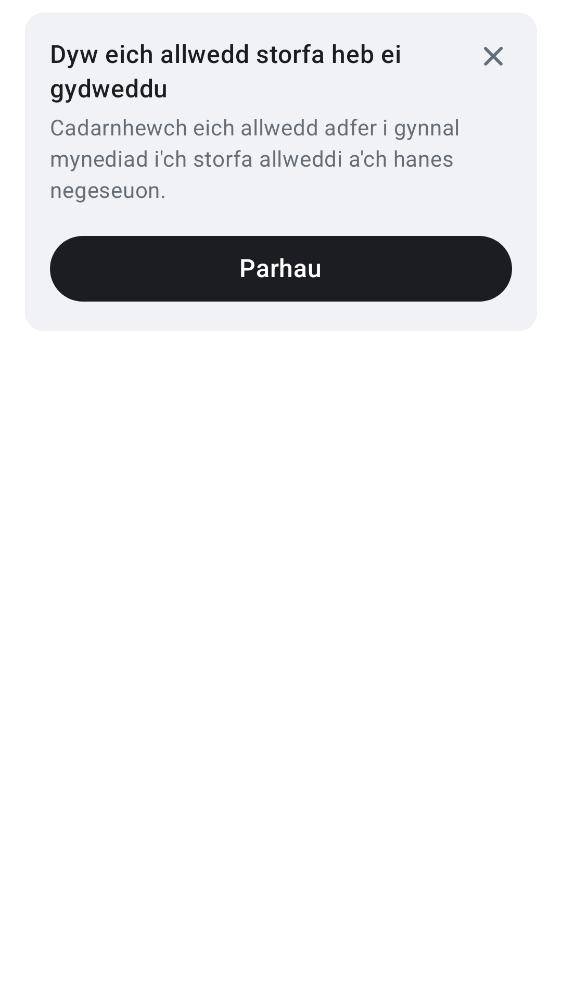 Dyw eich allwedd storfa heb ei
gydweddu
Cadarnhewch eich allwedd adfer i gynnal
mynediad i'ch storfa allweddi a'ch hanes
negeseuon.
Parhau